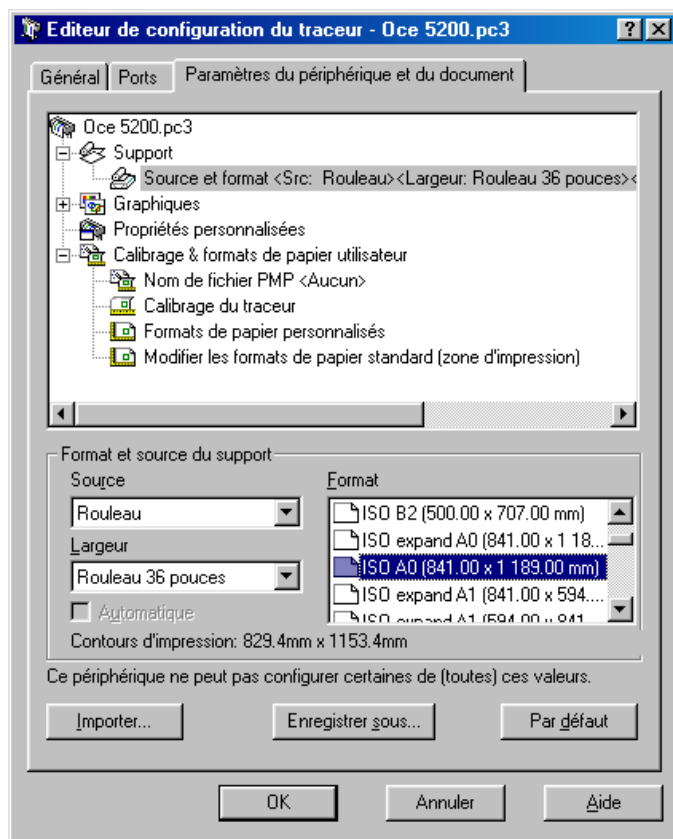 Editeur de configuration du traceur - Oce 5200.pc3
Général Ports Paramètres du périphérique et du document
Oce 5200.pc3
Support
Source et format <Src: Rouleau><Largeur: Rouleau 36 pouces><
Graphiques
Propriétés personnalisées
Calibrage & formats de papier utilisateur
Nom de fichier PMP <Aucun>
Calibrage du traceur
Formats de papier personnalisés
Modifier les formats de papier standard (zone d'impression)
Format et source du support
Source
Rouleau
Largeur
Rouleau 36 pouces
Automatique
Format
ISO B2 (500.00 x 707.00 mm)
ISO expand A0 (841.00 x 1 18...
ISO A0 (841.00 x 1 189.00 mm)
ISO expand A1 (841.00 x 594....
ISO expand A1 (594.00 x 841
Contours d'impression: 829.4mm x 1153.4mm
Ce périphérique ne peut pas configurer certaines de (toutes) ces valeurs.
Importer... Enregistrer sous... Par défaut
OK Annuler Aide